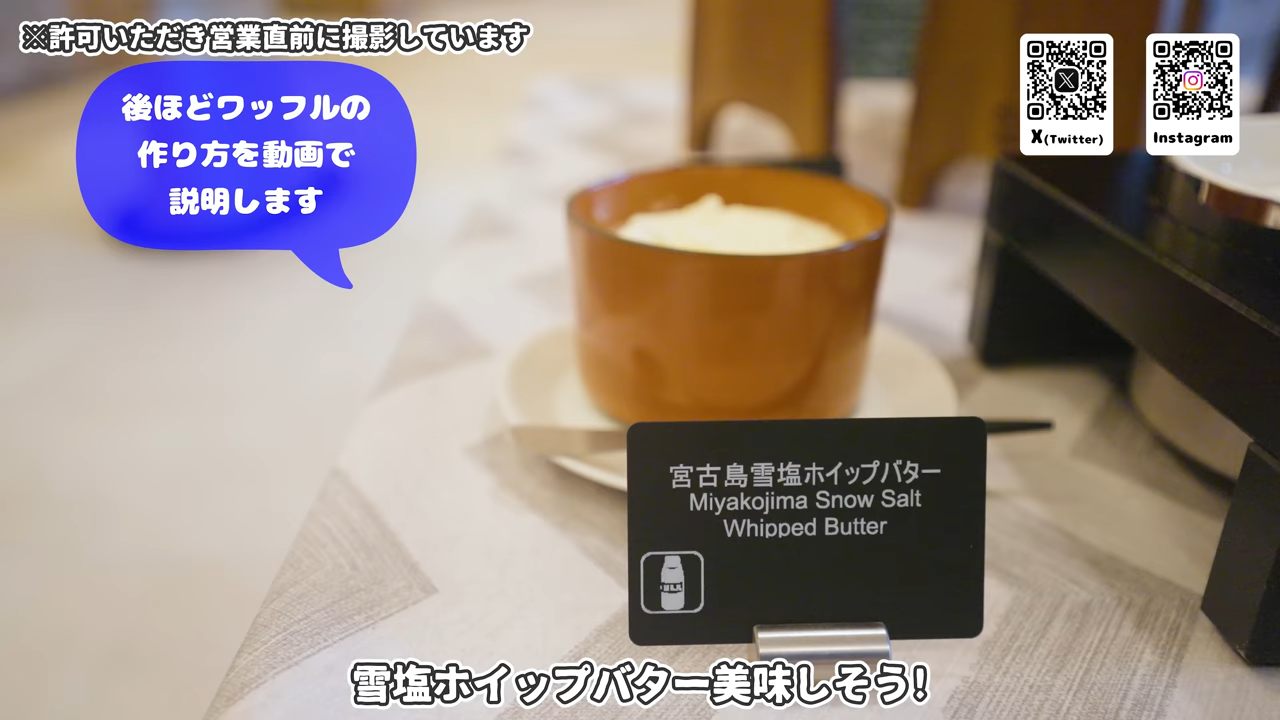 ※許可いただき営業直前に撮影しています
後ほどワッフルの
作り方を動画で
説明します
X(Twitter)
Instagram
宮古島雪塩ホイップバター
Miyakojima Snow Salt
Whipped Butter
MILK
雪塩ホイップバター美味しそう!